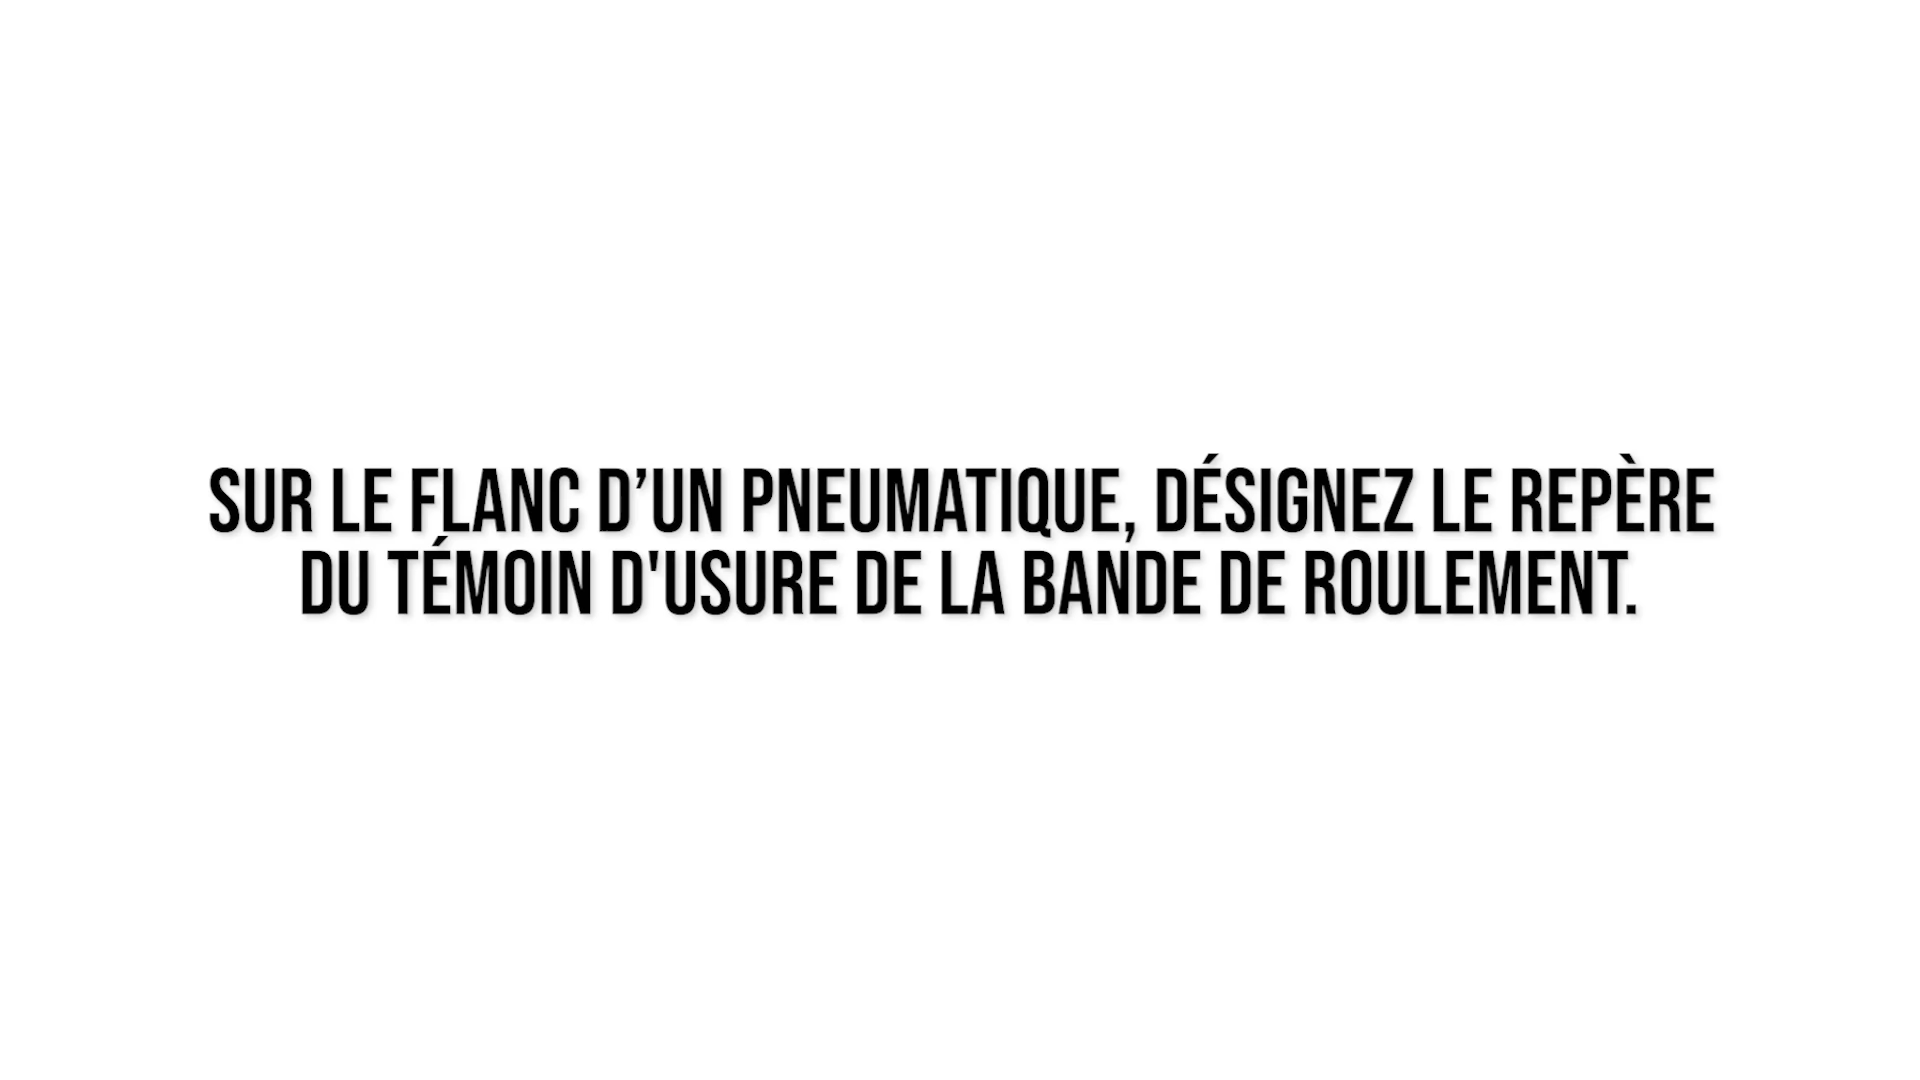 SUR LE FLANC D’UN PNEUMATIQUE, DÉSIGNEZ LE REPÈRE
DU TÉMOIN D'USURE DE LA BANDE DE ROULEMENT.